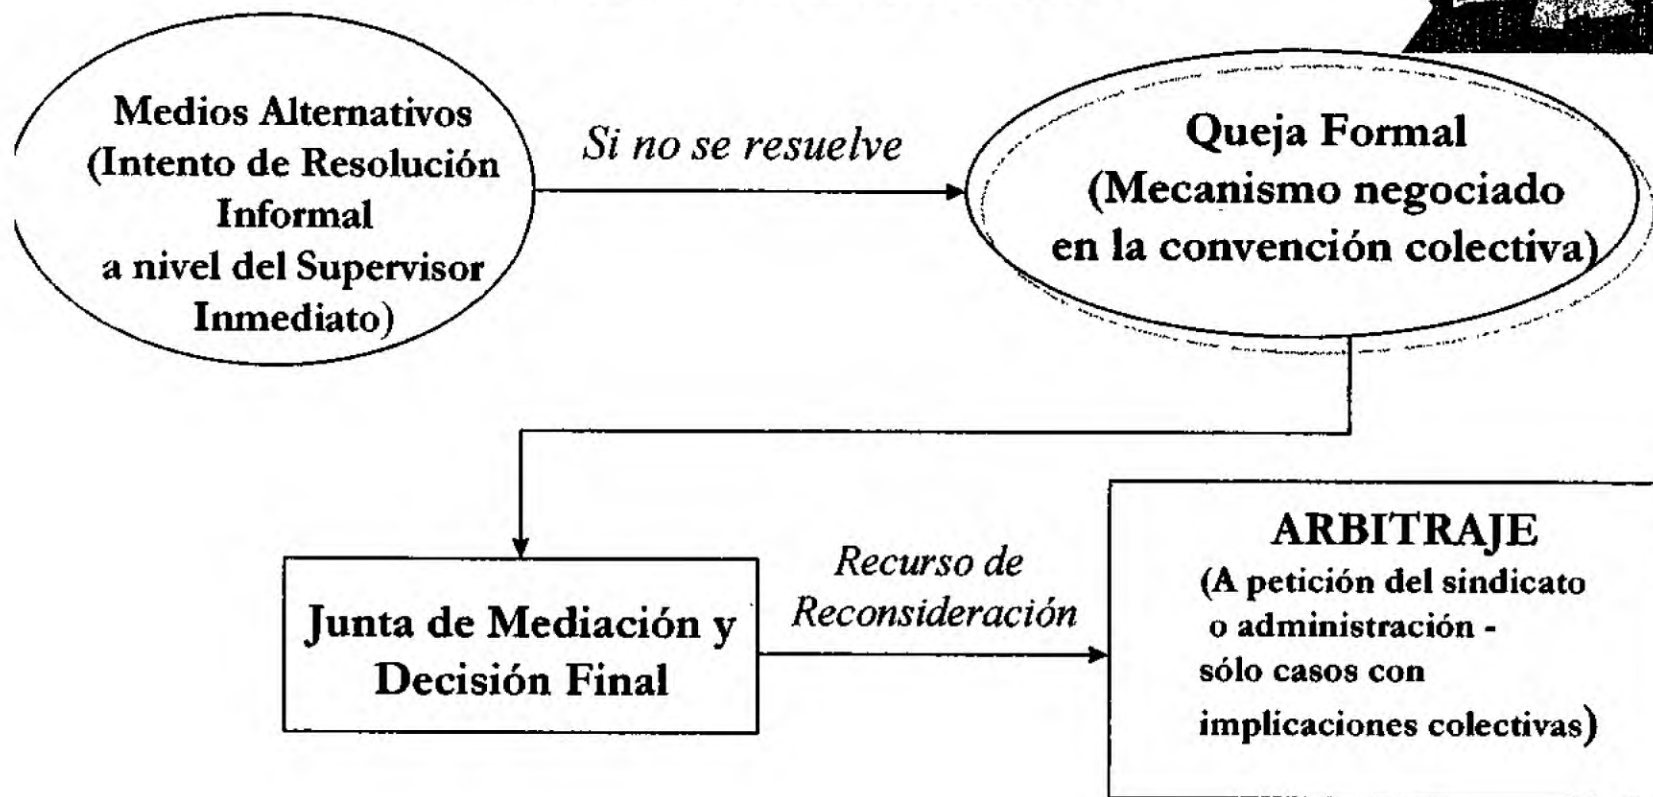 Medios Alternativos
(Intento de Resolución
Informal
a nivel del Supervisor
Inmediato)
Si no se resuelve
Queja Formal
(Mecanismo negociado
en la convención colectiva)
Junta de Mediación y
Decisión Final
Recurso de
Reconsideración
ARBITRAJE
(A petición del sindicato
o administración -
sólo casos con
implicaciones colectivas)